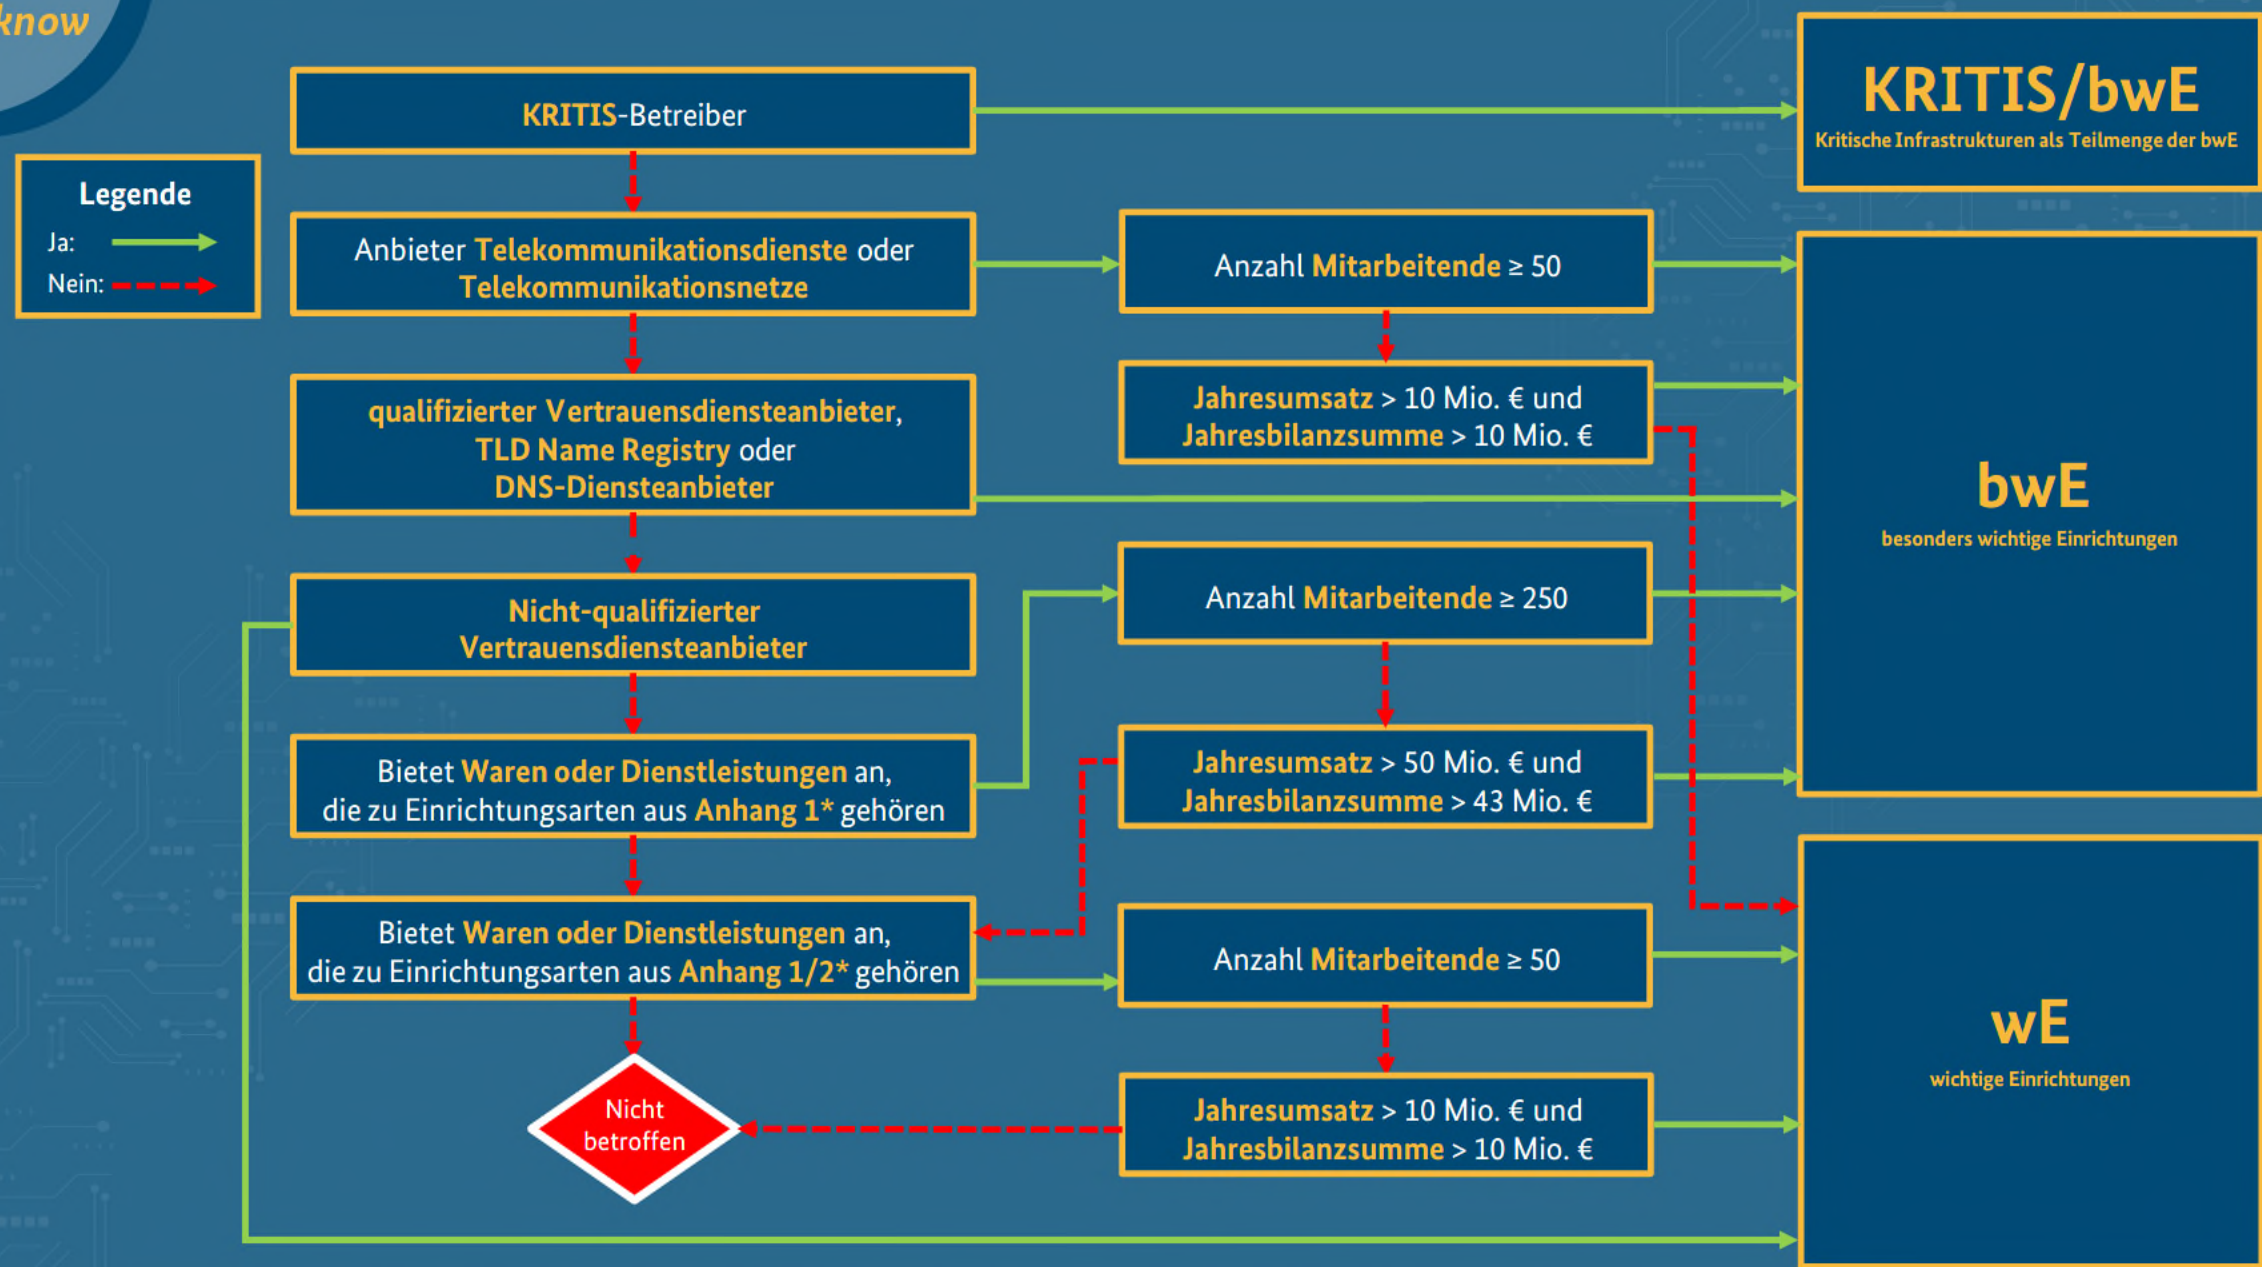 know
KRITIS-Betreiber
KRITIS/bwE
Kritische Infrastrukturen als Teilmenge der bwE
Legende
Ja:
Nein:
Anbieter Telekommunikationsdienste oder
Telekommunikationsnetze
Anzahl Mitarbeitende ≥ 50
Jahresumsatz > 10 Mio. € und
Jahresbilanzsumme > 10 Mio. €
qualifizierter Vertrauensdiensteanbieter,
TLD Name Registry oder
DNS-Diensteanbieter
bwE
besonders wichtige Einrichtungen
Nicht-qualifizierter
Vertrauensdiensteanbieter
Anzahl Mitarbeitende ≥ 250
Bietet Waren oder Dienstleistungen an,
die zu Einrichtungsarten aus Anhang 1* gehören
Jahresumsatz > 50 Mio. € und
Jahresbilanzsumme > 43 Mio. €
Bietet Waren oder Dienstleistungen an,
die zu Einrichtungsarten aus Anhang 1/2* gehören
Anzahl Mitarbeitende ≥ 50
wE
wichtige Einrichtungen
Nicht
betroffen
Jahresumsatz > 10 Mio. € und
Jahresbilanzsumme > 10 Mio. €